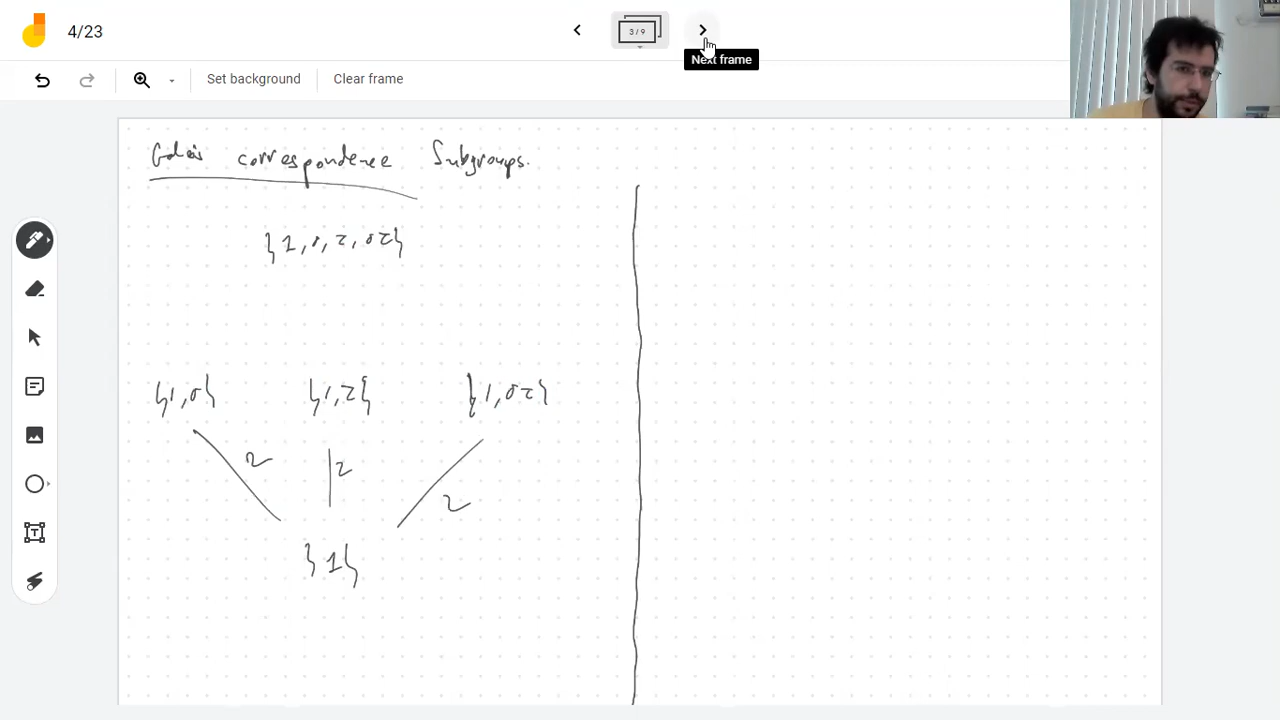 4/23
3 / 9
Next frame
Set background
Clear frame
Galois correspondence Subgroups.
{1, σ, τ, στ}
{1, σ} {1, τ} {1, στ}
2 2 2
{1}